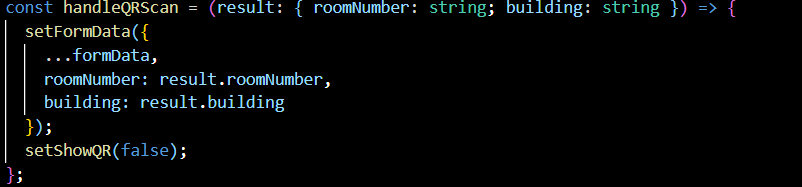 const handleQRScan = (result: { roomNumber: string; building: string }) => {
  setFormData({
    ...formData,
    roomNumber: result.roomNumber,
    building: result.building
  });
  setShowQR(false);
};